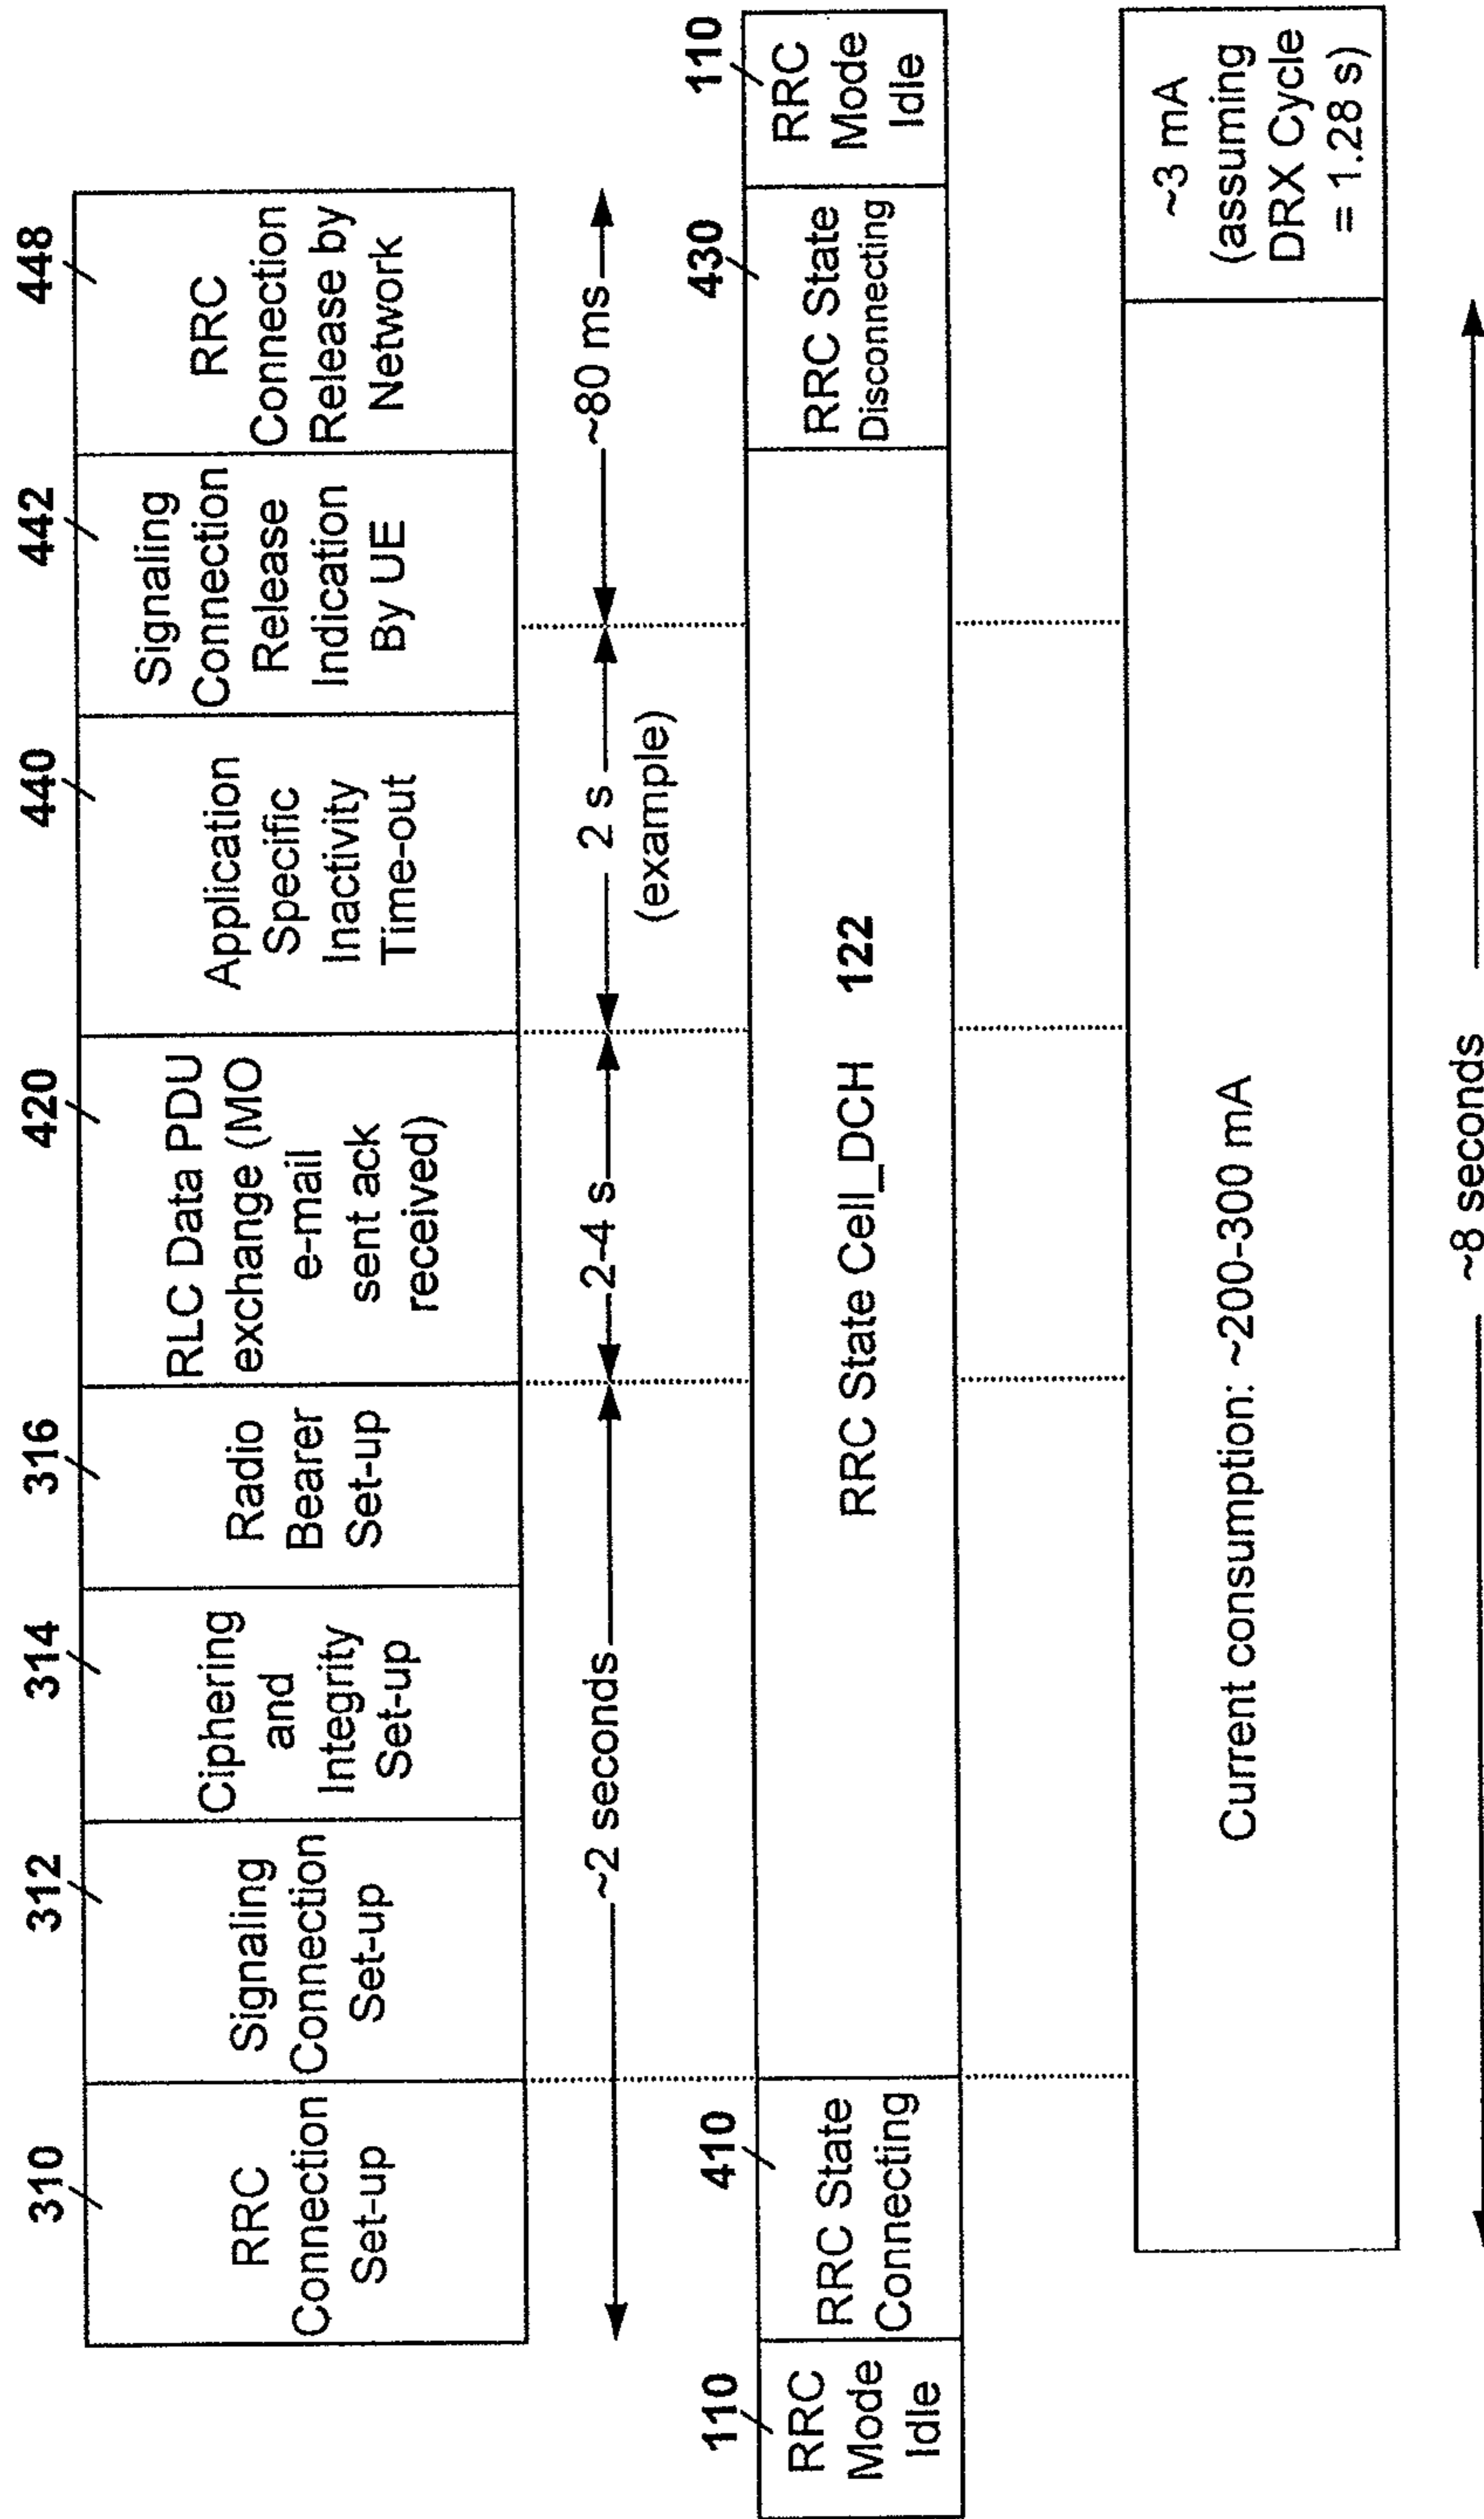 310
RRC
Connection
Set-up
312
Signaling
Connection
Set-up
314
Ciphering
and
Integrity
Set-up
316
Radio
Bearer
Set-up
420
RLC Data PDU
exchange (MO
e-mail
sent ack
received)
440
Application
Specific
Inactivity
Time-out
442
Signaling
Connection
Release
Indication
By UE
448
RRC
Connection
Release by
Network
~2 seconds
2-4 s
2 s
(example)
~80 ms
110
RRC
Mode
Idle
410
RRC State
Connecting
RRC State Cell_DCH 122
430
RRC State
Disconnecting
110
RRC
Mode
Idle
Current consumption: ~200-300 mA
~3 mA
(assuming
DRX Cycle
= 1.28 s)
~8 seconds